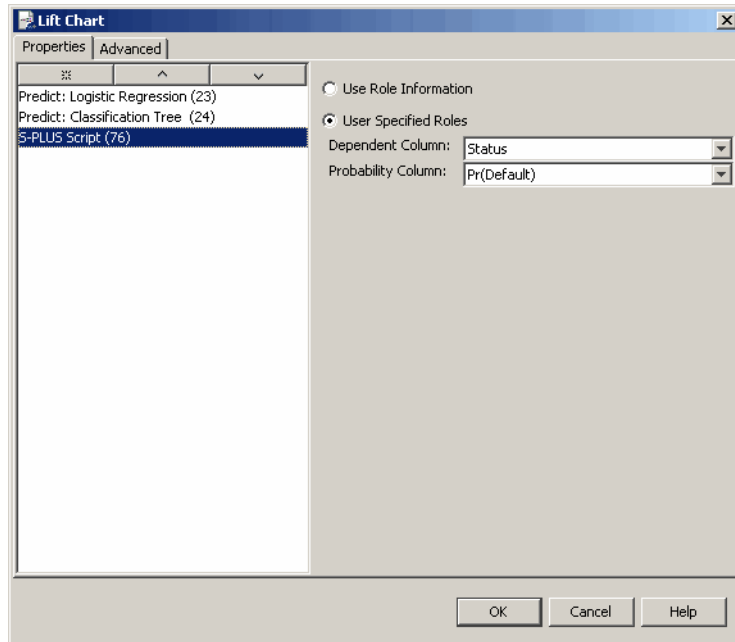 Lift Chart
Properties
Advanced
Predict: Logistic Regression (23)
Predict: Classification Tree (24)
S-PLUS Script (76)
Use Role Information
User Specified Roles
Dependent Column:
Status
Probability Column:
Pr(Default)
OK
Cancel
Help